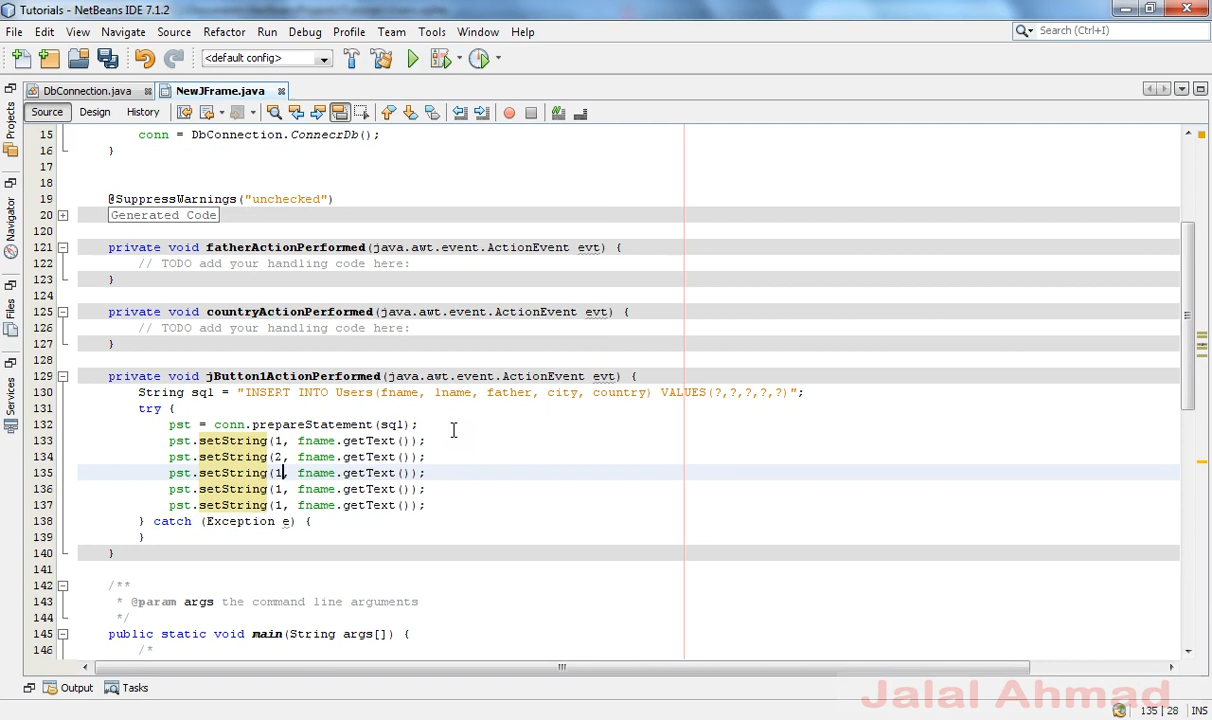 Tutorials - NetBeans IDE 7.1.2
File Edit View Navigate Source Refactor Run Debug Profile Team Tools Window Help
Search (Ctrl+I)
<default config>
DbConnection.java
NewJFrame.java
Source Design History
Projects
Navigator
Files
Services
15 conn = DbConnection.ConnecrDb();
16 }
17
18
19 @SuppressWarnings("unchecked")
20 Generated Code
120
121 private void fatherActionPerformed(java.awt.event.ActionEvent evt) {
122 // TODO add your handling code here:
123 }
124
125 private void countryActionPerformed(java.awt.event.ActionEvent evt) {
126 // TODO add your handling code here:
127 }
128
129 private void jButton1ActionPerformed(java.awt.event.ActionEvent evt) {
130 String sql = "INSERT INTO Users(fname, lname, father, city, country) VALUES(?,?,?,?,?)";
131 try {
132 pst = conn.prepareStatement(sql);
133 pst.setString(1, fname.getText());
134 pst.setString(2, fname.getText());
135 pst.setString(1, fname.getText());
136 pst.setString(1, fname.getText());
137 pst.setString(1, fname.getText());
138 } catch (Exception e) {
139 }
140 }
141
142 /**
143 * @param args the command line arguments
144 */
145 public static void main(String args[]) {
146 /*
Output Tasks
Jalal Ahmad
135 | 28 INS